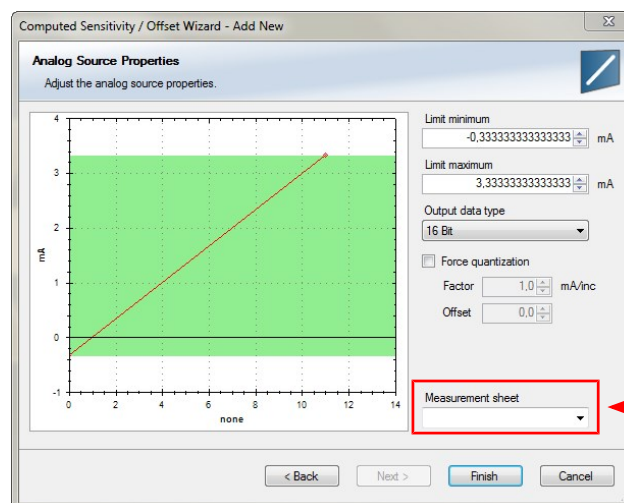 Computed Sensitivity / Offset Wizard - Add New
Analog Source Properties
Adjust the analog source properties.
4
3
2
1
0
-1
mA
0
2
4
6
8
10
12
14
none
Limit minimum
-0,333333333333333 mA
Limit maximum
3,33333333333333 mA
Output data type
16 Bit
Force quantization
Factor 1,0 mA/inc
Offset 0,0
Measurement sheet
< Back
Next >
Finish
Cancel